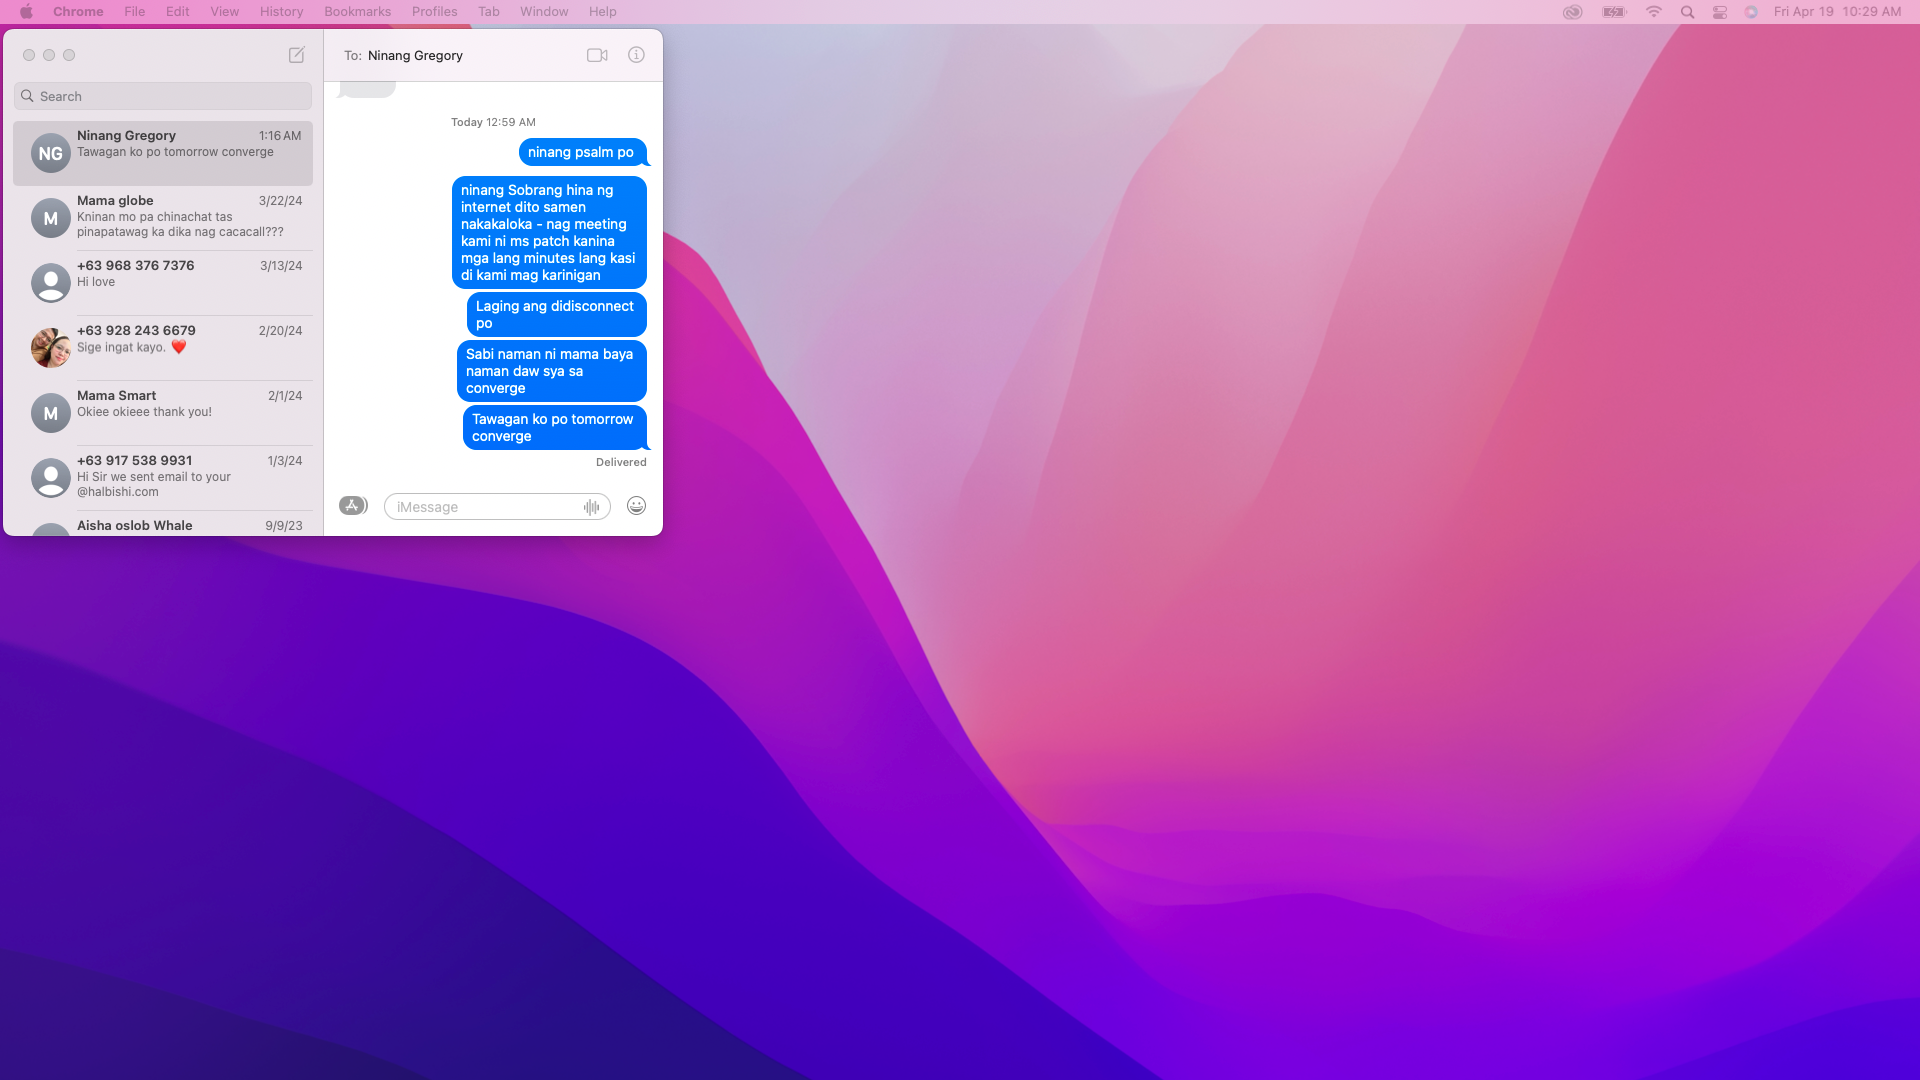 Chrome File Edit View History Bookmarks Profiles Tab Window Help Fri Apr 19 10:29 AM
Search
Ninang Gregory 1:16 AM
NG
Tawagan ko po tomorrow converge
Mama globe 3/22/24
M
Kninan mo pa chinachat tas
pinapatawag ka dika nag cacacall???
+63 968 376 7376 3/13/24
Hi love
+63 928 243 6679 2/20/24
Sige ingat kayo. ❤️
Mama Smart 2/1/24
M
Okiee okieee thank you!
+63 917 538 9931 1/3/24
Hi Sir we sent email to your
@halbishi.com
Aisha oslob Whale 9/9/23
To: Ninang Gregory
Today 12:59 AM
ninang psalm po
ninang Sobrang hina ng
internet dito samen
nakakaloka - nag meeting
kami ni ms patch kanina
mga lang minutes lang kasi
di kami mag karinigan
Laging ang didisconnect
po
Sabi naman ni mama baya
naman daw sya sa
converge
Tawagan ko po tomorrow
converge
Delivered
iMessage